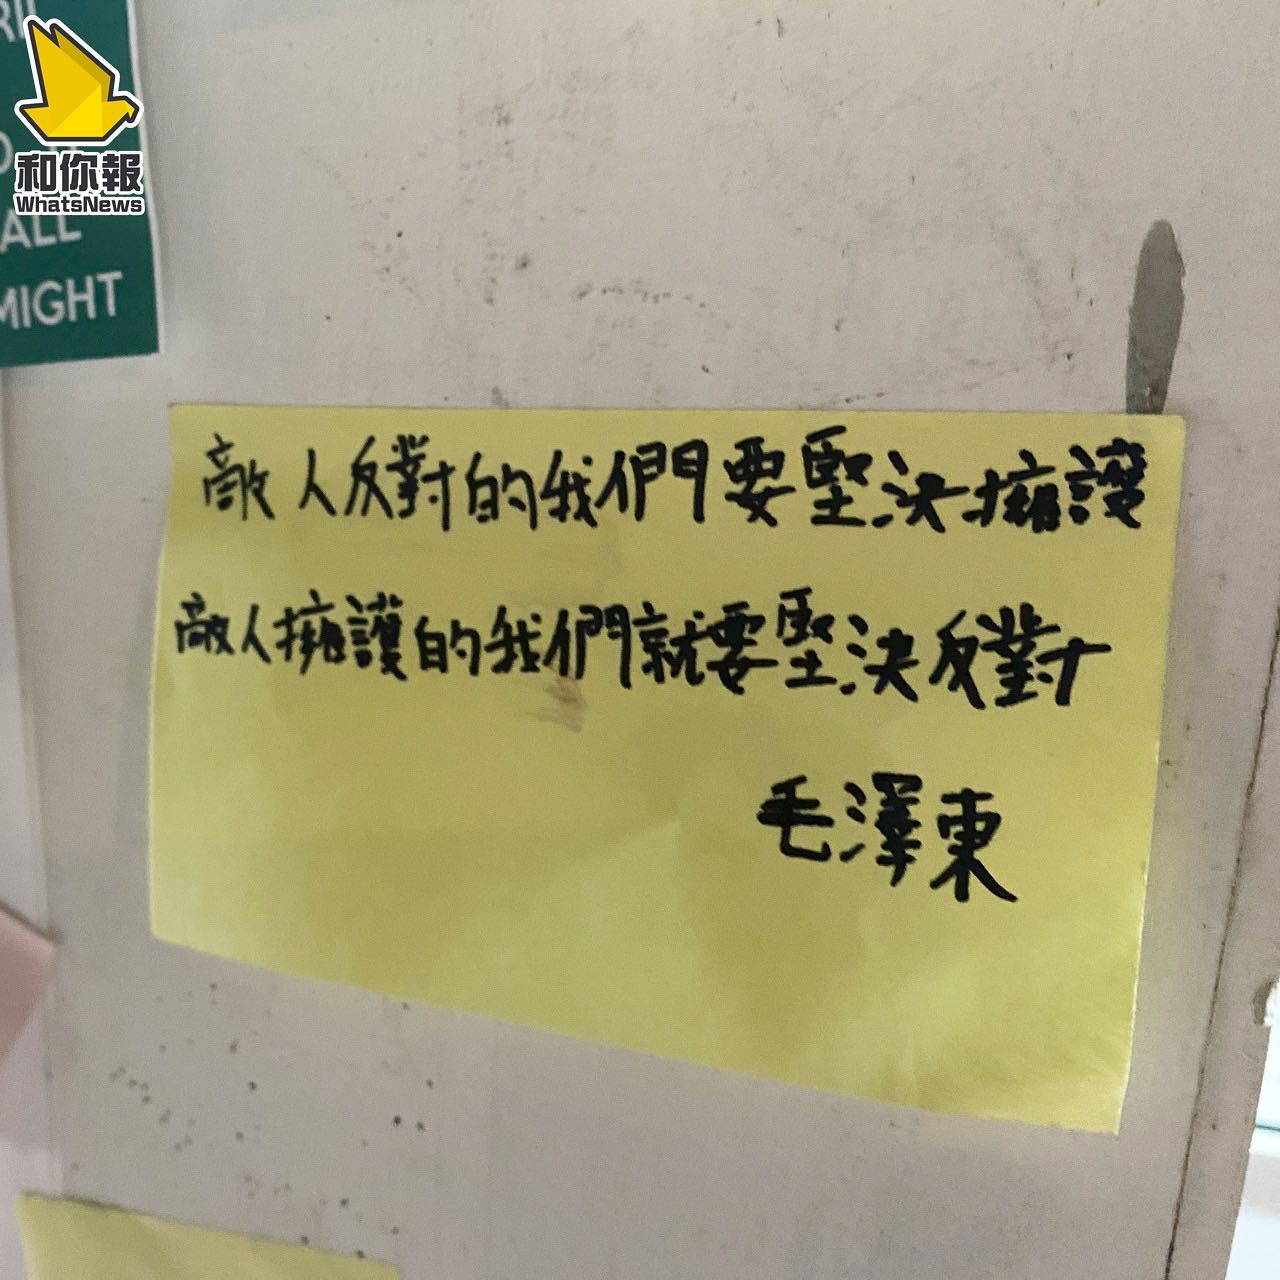 和你報
WhatsNews
ALL
MIGHT
敵人反對的我們要堅決擁護
敵人擁護的我們就要堅決反對
毛澤東